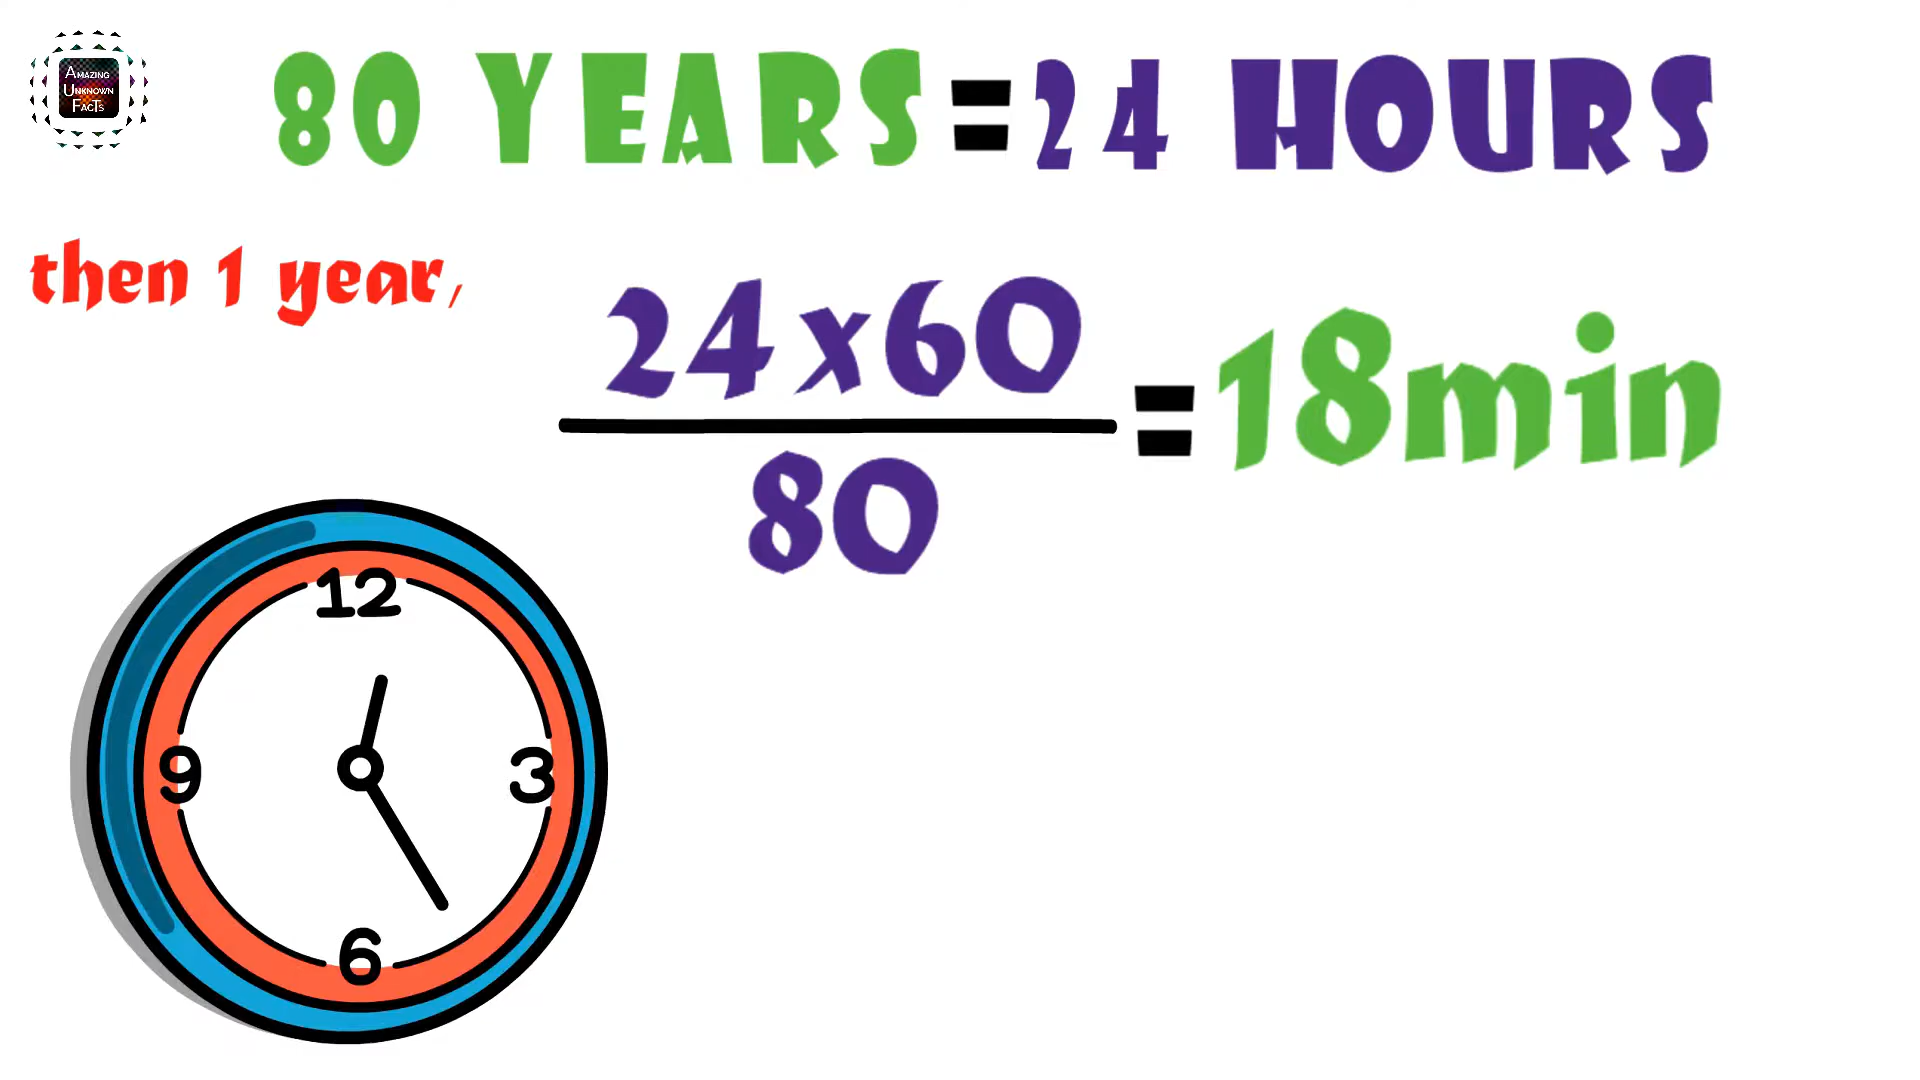 AMAZING
UNKNOWN
FACTS
80 YEARS=24 HOURS
then 1 year,
24x60
80
=18min
12
9
3
6